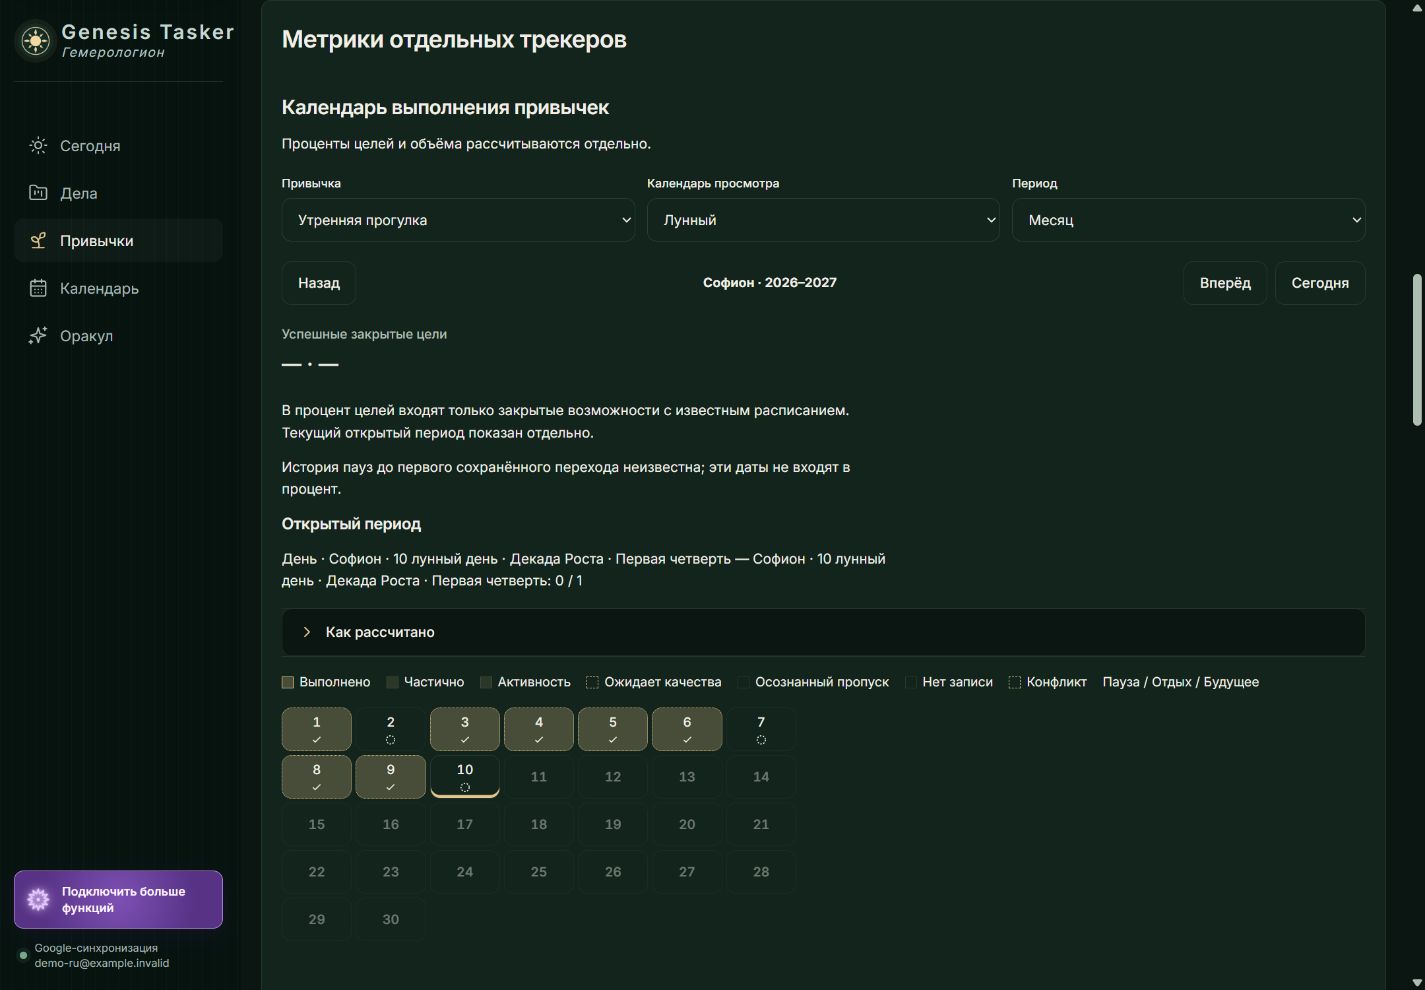 Genesis Tasker
Гемерологион
Сегодня
Дела
Привычки
Календарь
Оракул
Подключить больше
функций
Google-синхронизация
demo-ru@example.invalid
Метрики отдельных трекеров
Календарь выполнения привычек
Проценты целей и объёма рассчитываются отдельно.
Привычка Календарь просмотра Период
Утренняя прогулка Лунный Месяц
Назад Софион · 2026–2027 Вперёд Сегодня
Успешные закрытые цели
— · —
В процент целей входят только закрытые возможности с известным расписанием.
Текущий открытый период показан отдельно.
История пауз до первого сохранённого перехода неизвестна; эти даты не входят в
процент.
Открытый период
День · Софион · 10 лунный день · Декада Роста · Первая четверть — Софион · 10 лунный
день · Декада Роста · Первая четверть: 0 / 1
Как рассчитано
Выполнено Частично Активность Ожидает качества Осознанный пропуск Нет записи Конфликт Пауза / Отдых / Будущее
1 2 3 4 5 6 7
8 9 10 11 12 13 14
15 16 17 18 19 20 21
22 23 24 25 26 27 28
29 30